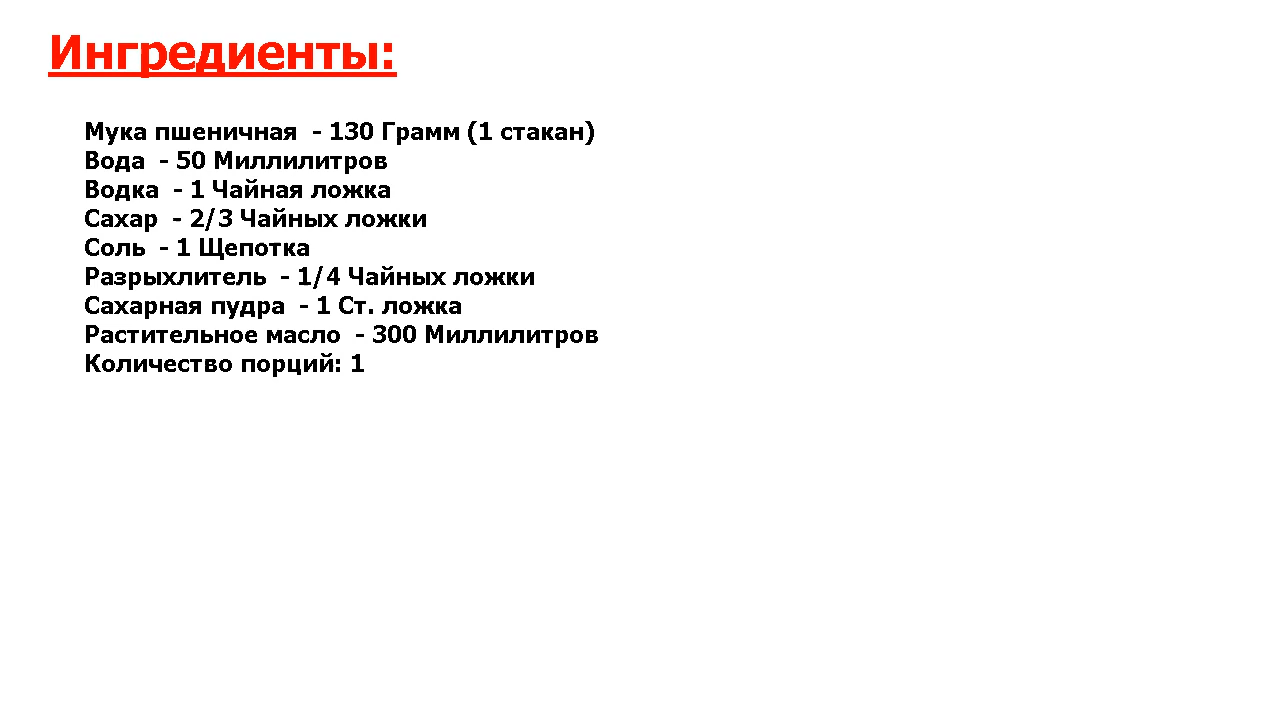 Ингредиенты:
Мука пшеничная  - 130 Грамм (1 стакан)
Вода  - 50 Миллилитров
Водка  - 1 Чайная ложка
Сахар  - 2/3 Чайных ложки
Соль  - 1 Щепотка
Разрыхлитель  - 1/4 Чайных ложки
Сахарная пудра  - 1 Ст. ложка
Растительное масло  - 300 Миллилитров
Количество порций: 1